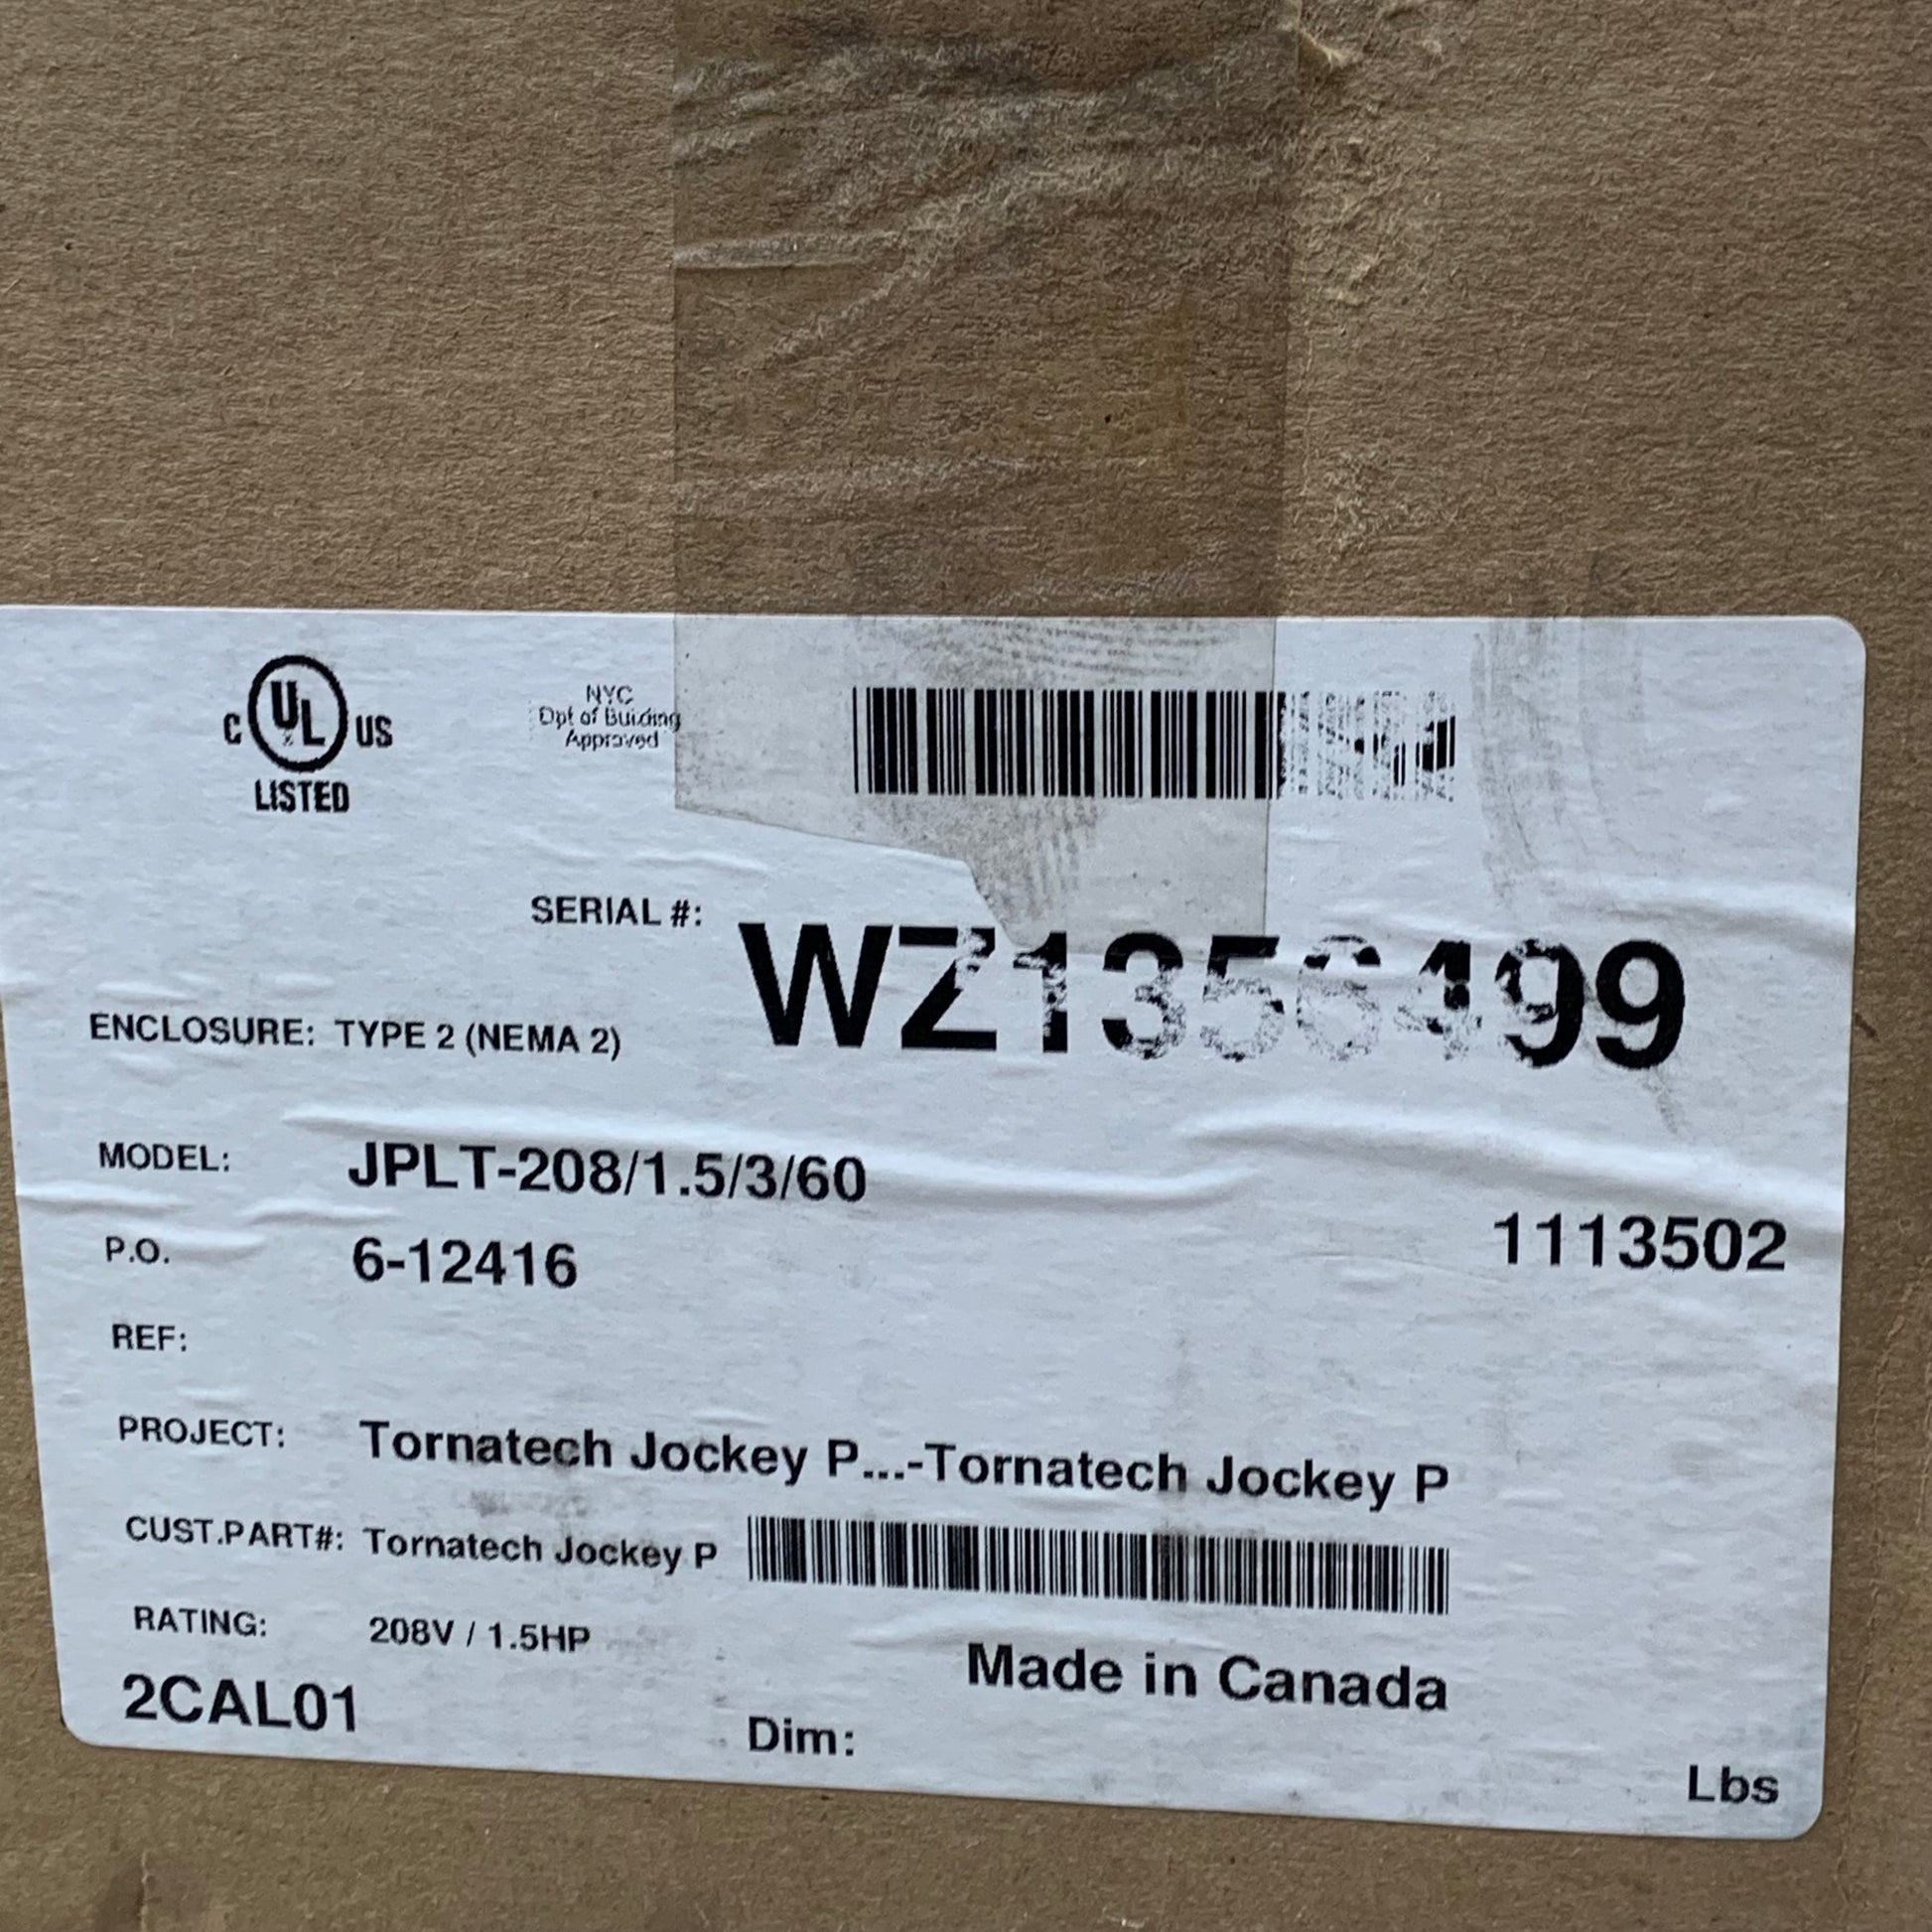 C UL US
LISTED
NYC
Dpt of Building
Approved
SERIAL #: WZ1356499
ENCLOSURE: TYPE 2 (NEMA 2)
MODEL: JPLT-208/1.5/3/60
P.O. 6-12416
1113502
REF:
PROJECT: Tornatech Jockey P...-Tornatech Jockey P
CUST.PART#: Tornatech Jockey P
RATING: 208V / 1.5HP
Made in Canada
2CAL01
Dim:
Lbs